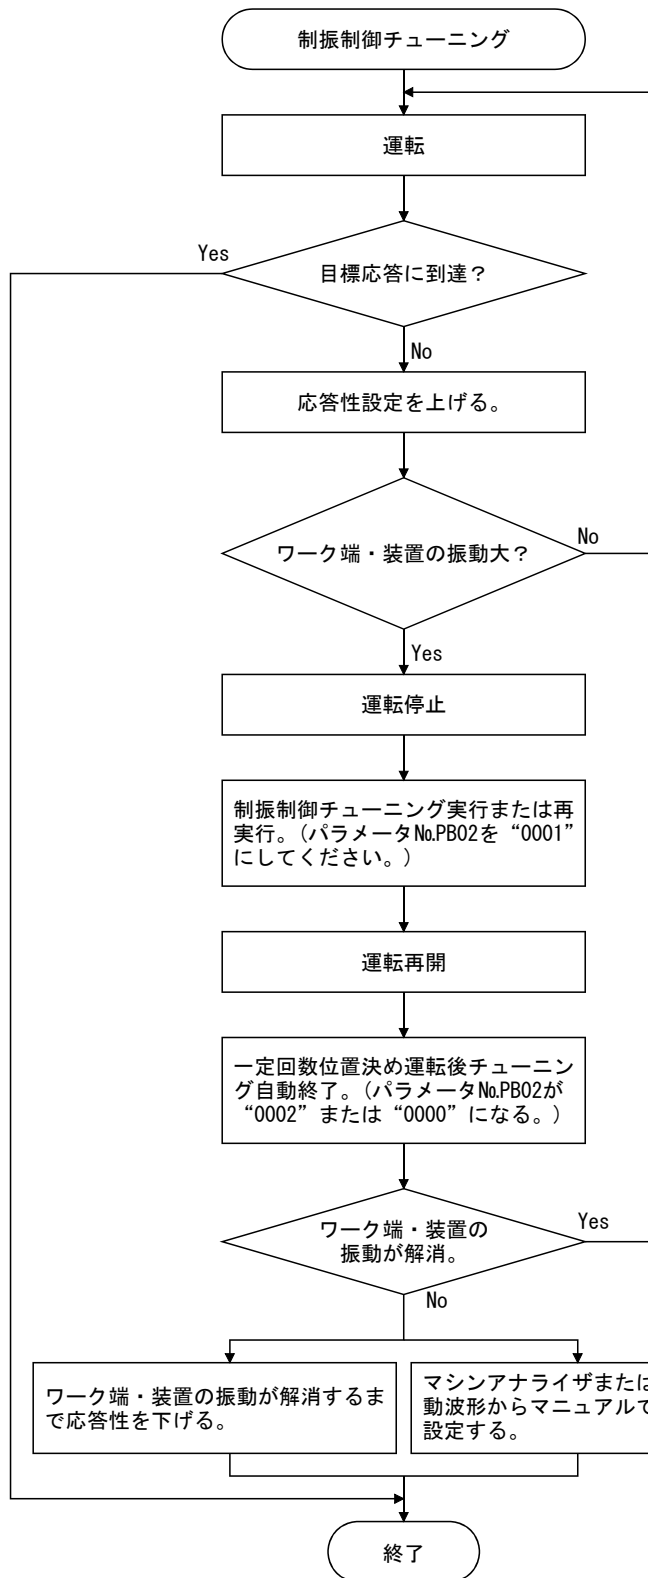 制振制御チューニング
運転
Yes
目標応答に到達？
No
応答性設定を上げる。
ワーク端・装置の振動大？
No
Yes
運転停止
制振制御チューニング実行または再
実行。(パラメータNo.PB02を“0001”
にしてください。)
運転再開
一定回数位置決め運転後チューニン
グ自動終了。(パラメータNo.PB02が
“0002”または“0000”になる。)
ワーク端・装置の
振動が解消。
Yes
No
ワーク端・装置の振動が解消するま
で応答性を下げる。
マシンアナライザまたは
動波形からマニュアルで
設定する。
終了